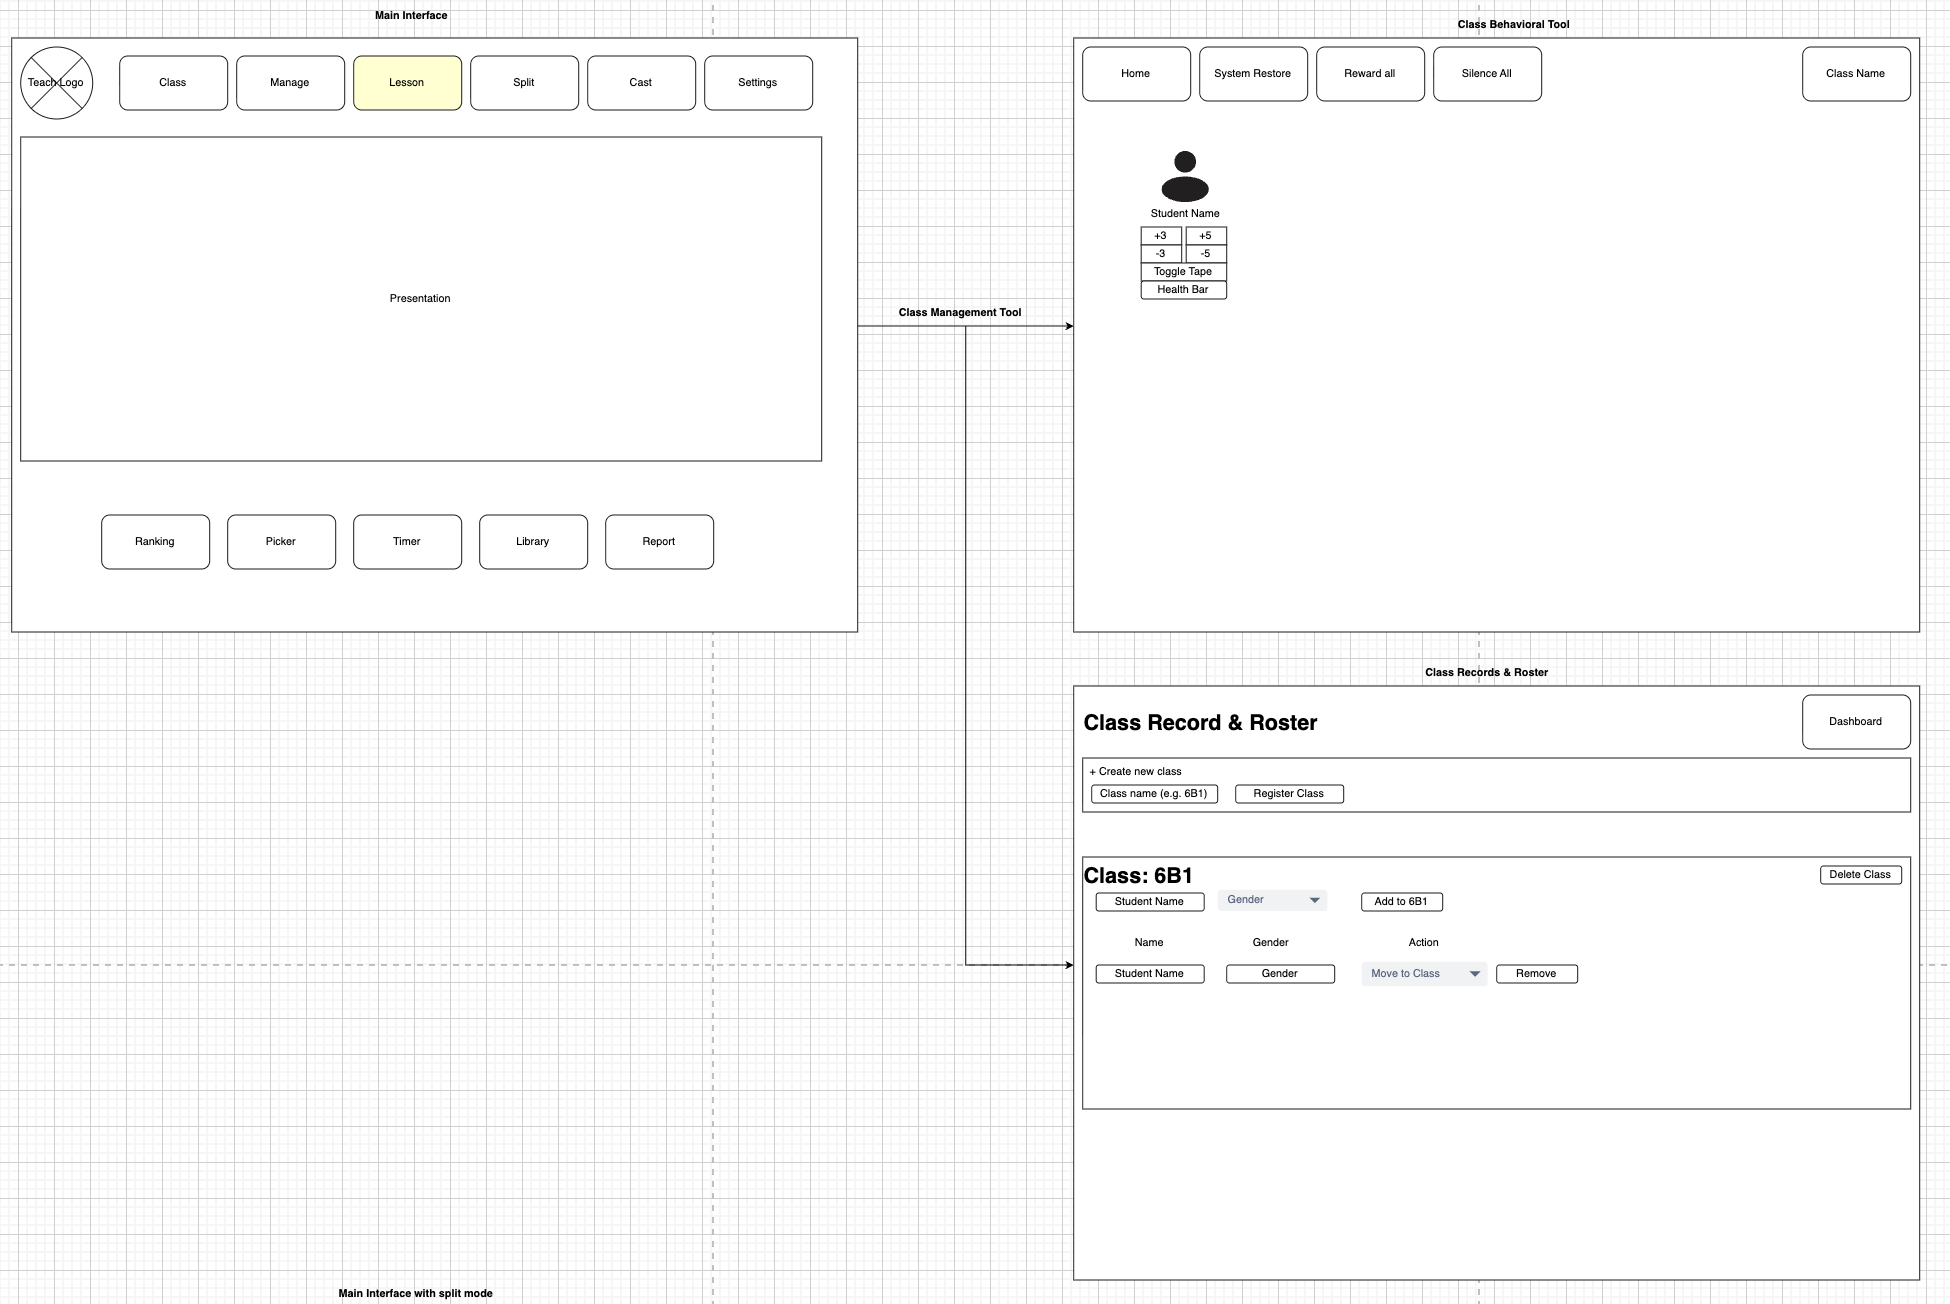 Main Interface
Teach Logo
Class
Manage
Lesson
Split
Cast
Settings
Presentation
Ranking
Picker
Timer
Library
Report
Class Management Tool
Class Behavioral Tool
Home
System Restore
Reward all
Silence All
Class Name
Student Name
+3
+5
-3
-5
Toggle Tape
Health Bar
Class Records & Roster
Class Record & Roster
Dashboard
+ Create new class
Class name (e.g. 6B1)
Register Class
Class: 6B1
Delete Class
Student Name
Gender
Add to 6B1
Name
Gender
Action
Student Name
Gender
Move to Class
Remove
Main Interface with split mode